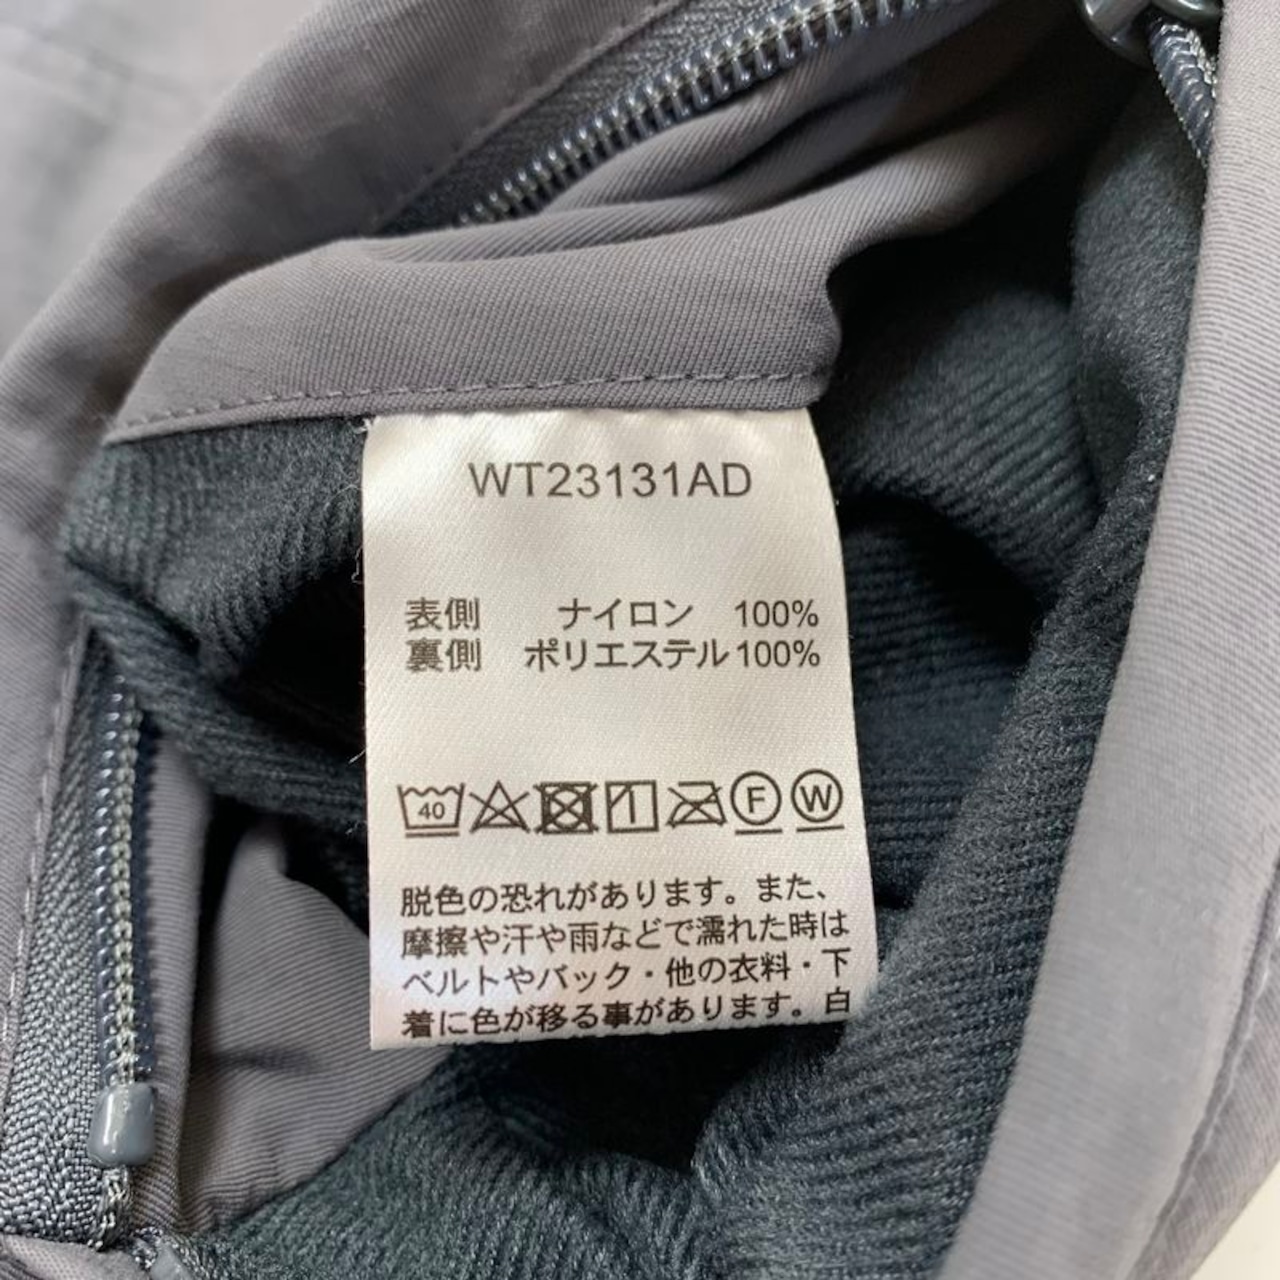 WT23131AD
表側 ナイロン 100%
裏側 ポリエステル100%
40 F W
脱色の恐れがあります。また、
摩擦や汗や雨などで濡れた時は
ベルトやバック・他の衣料・下
着に色が移る事があります。白